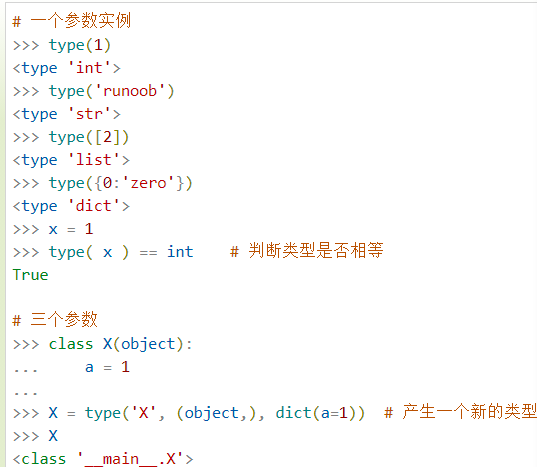 # 一个参数实例
>>> type(1)
<type 'int'>
>>> type('runoob')
<type 'str'>
>>> type([2])
<type 'list'>
>>> type({0:'zero'})
<type 'dict'>
>>> x = 1
>>> type( x ) == int    # 判断类型是否相等
True

# 三个参数
>>> class X(object):
...     a = 1
...
>>> X = type('X', (object,), dict(a=1))  # 产生一个新的类型
>>> X
<class '__main__.X'>